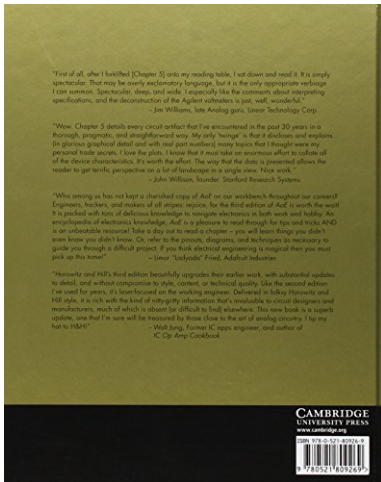 "First of all, after I forklifted [Chapter 5] onto my reading table, I sat down and read it. It is simply
spectacular. That may be overly exclamatory language, but it is the only appropriate verbiage
I can summon. Spectacular, deep, and wide. I especially like the comments about interpreting
specifications, and the deconstruction of the Agilent voltmeters is just, well, wonderful."
– Jim Williams, late Analog guru, Linear Technology Corp.
"Wow. Chapter 5 details every circuit artifact that I've encountered in the past 30 years in a
thorough, pragmatic, and straightforward way. My only 'twinge' is that it discloses and explains
(in glorious graphical detail and with real part numbers) many topics that I thought were my
personal trade secrets. I love the plots. I know that it must take an enormous effort to collate all
of the device characteristics. It's worth the effort. The way that the data is presented allows the
reader to get terrific perspective on a lot of landscape in a single view. Nice work."
– John Willison, founder, Stanford Research Systems
"Who among us has not kept a cherished copy of AoE on our workbench throughout our careers?
Engineers, hackers, and makers of all stripes: rejoice, for the third edition of AoE is worth the wait!
It is packed with tons of delicious knowledge to navigate electronics in both work and hobby. An
encyclopedia of electronics knowledge, AoE is a pleasure to read through for tips and tricks AND
is an unbeatable resource! Take a day out to read a chapter – you will learn things you didn't
even know you didn't know. Or, refer to the pinouts, diagrams, and techniques as necessary to
guide you through a difficult project. If you think electrical engineering is magical then you must
pick up this tome!"
– Limor "Ladyada" Fried, Adafruit Industries
"Horowitz and Hill's third edition beautifully upgrades their earlier work, with substantial updates
to detail, and without compromise to style, content, or technical quality. Like the second edition
I've used for years, it's laser-focused on the working engineer. Delivered in folksy Horowitz and
Hill style, it is rich with the kind of nitty-gritty information that's invaluable to circuit designers and
manufacturers, much of which is absent (or difficult to find) elsewhere. This new book is a superb
update, one that I'm sure will be treasured by those close to the art of analog circuitry. I tip my
hat to H&H!"
– Walt Jung, Former IC apps engineer, and author of
IC Op Amp Cookbook
CAMBRIDGE
UNIVERSITY PRESS
www.cambridge.org
ISBN 978-0-521-80926-9
9 780521 809269